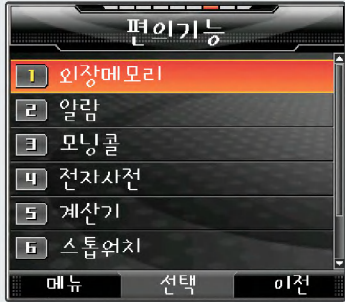 편의기능
1 외장메모리
2 알람
3 모닝콜
4 전자사전
5 계산기
6 스톱워치
메뉴 선택 이전